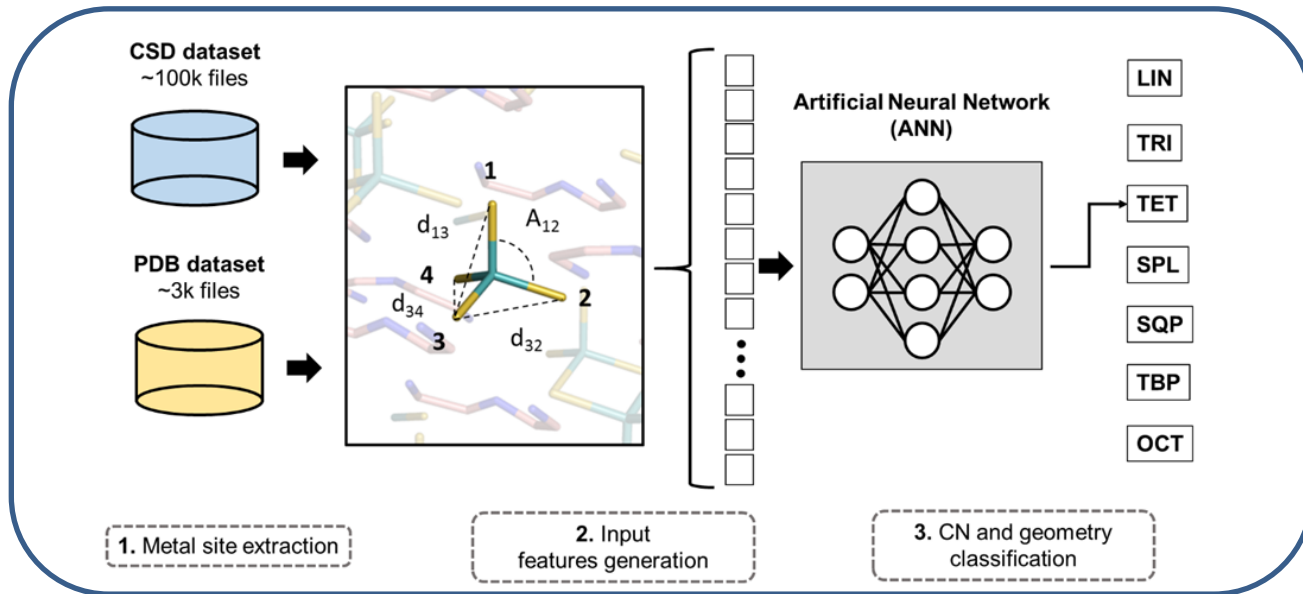 CSD dataset
~100k files
PDB dataset
~3k files
1
d13
A12
4
2
d34
3
d32
Artificial Neural Network
(ANN)
LIN
TRI
TET
SPL
SQP
TBP
OCT
1. Metal site extraction
2. Input
features generation
3. CN and geometry
classification